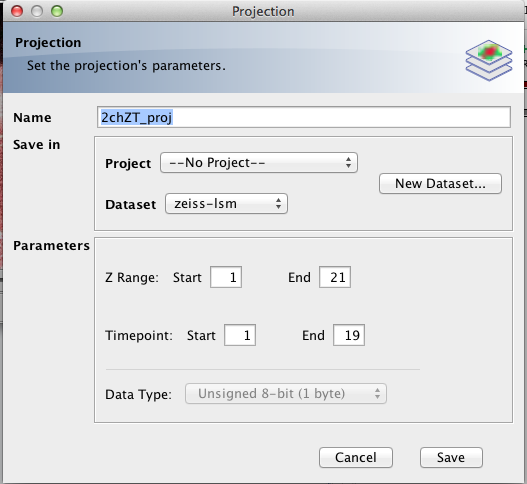 Projection
Projection
Set the projection's parameters.
Name 2chZT_proj
Save in
Project --No Project--
New Dataset...
Dataset zeiss-lsm
Parameters
Z Range: Start 1 End 21
Timepoint: Start 1 End 19
Data Type: Unsigned 8-bit (1 byte)
Cancel Save